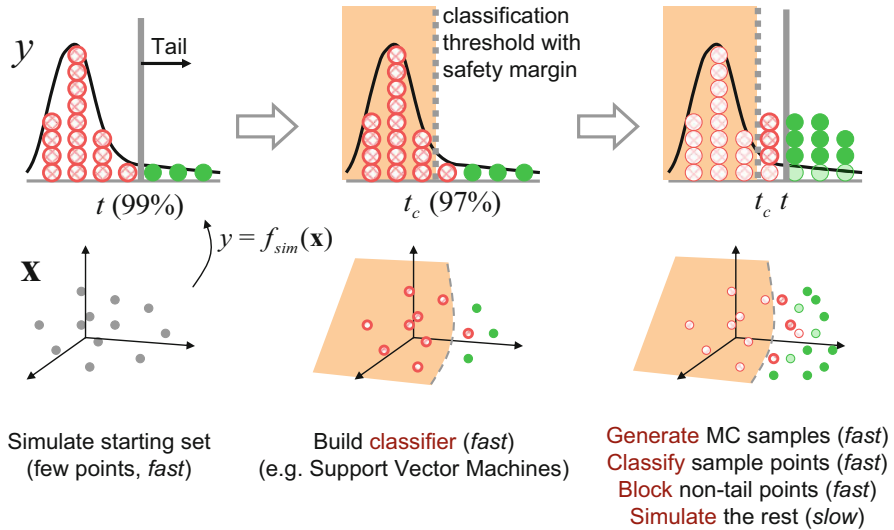 y
Tail
t (99%)
classification
threshold with
safety margin
t_c (97%)
t_c t
x
y = f_sim(x)
Simulate starting set
(few points, fast)
Build classifier (fast)
(e.g. Support Vector Machines)
Generate MC samples (fast)
Classify sample points (fast)
Block non-tail points (fast)
Simulate the rest (slow)